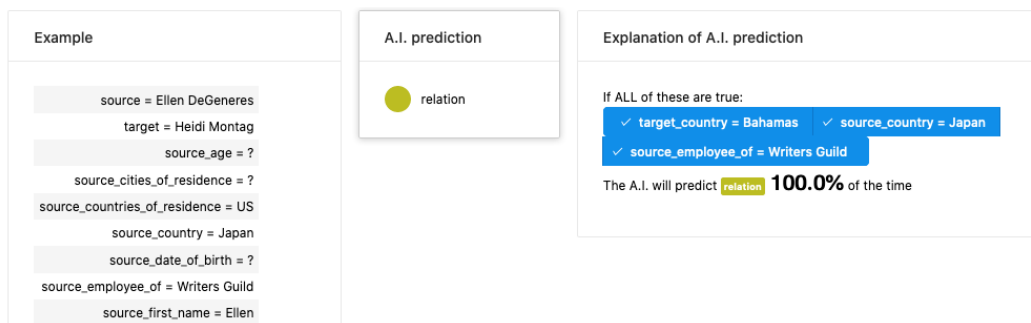 Example
source = Ellen DeGeneres
target = Heidi Montag
source_age = ?
source_cities_of_residence = ?
source_countries_of_residence = US
source_country = Japan
source_date_of_birth = ?
source_employee_of = Writers Guild
source_first_name = Ellen
A.I. prediction
relation
Explanation of A.I. prediction
If ALL of these are true:
✓ target_country = Bahamas ✓ source_country = Japan
✓ source_employee_of = Writers Guild
The A.I. will predict relation 100.0% of the time